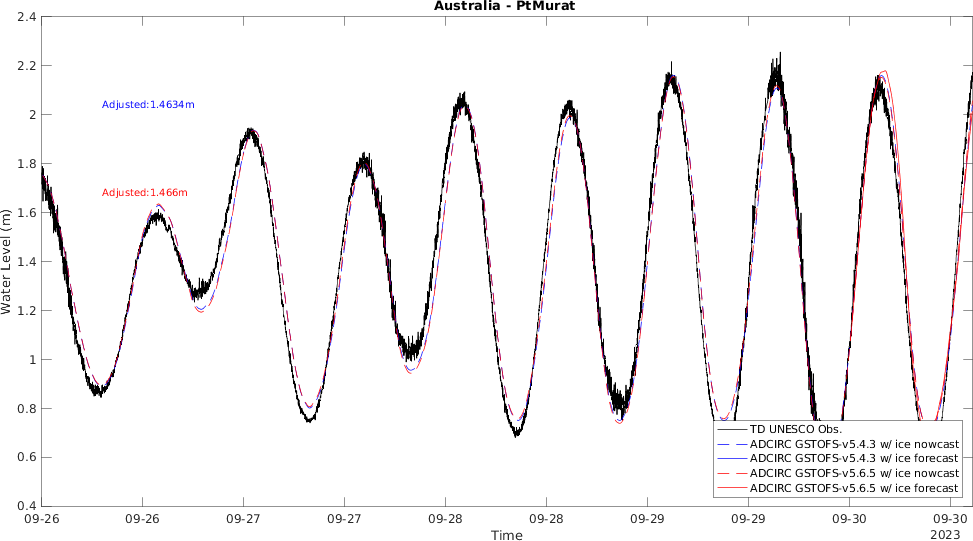 Australia - PtMurat
2.4
2.2
2
1.8
1.6
1.4
1.2
1
0.8
0.6
0.4
Water Level (m)
Adjusted:1.4634m
Adjusted:1.466m
TD UNESCO Obs.
ADCIRC GSTOFS-v5.4.3 w/ ice nowcast
ADCIRC GSTOFS-v5.4.3 w/ ice forecast
ADCIRC GSTOFS-v5.6.5 w/ ice nowcast
ADCIRC GSTOFS-v5.6.5 w/ ice forecast
09-26 09-26 09-27 09-27 09-28 09-28 09-29 09-29 09-30 09-30
2023
Time